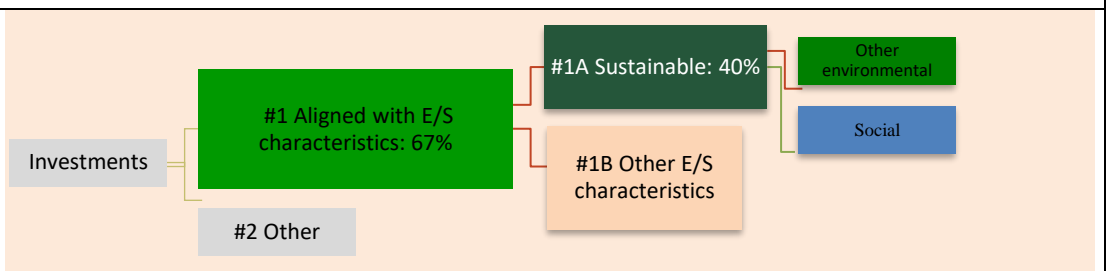 Investments
#1 Aligned with E/S
characteristics: 67%
#2 Other
#1A Sustainable: 40%
#1B Other E/S
characteristics
Other
environmental
Social